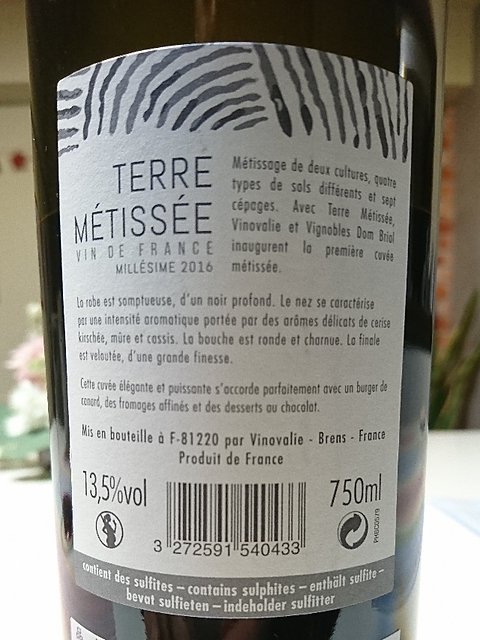 TERRE
MÉTISSÉE
VIN DE FRANCE
MILLÉSIME 2016
Métissage de deux cultures, quatre
types de sols différents et sept
cépages. Avec Terre Métissée,
Vinovalie et Vignobles Dom Brial
inaugurent la première cuvée
métissée.
La robe est somptueuse, d'un noir profond. Le nez se caractérise
par une intensité aromatique portée par des arômes délicats de cerise
kirschée, mûre et cassis. La bouche est ronde et charnue. La finale
est veloutée, d'une grande finesse.
Cette cuvée élégante et puissante s'accorde parfaitement avec un burger de
canard, des fromages affinés et des desserts au chocolat.
Mis en bouteille à F-81220 par Vinovalie - Brens - France
Produit de France
13,5%vol
750ml
3 272591 540433
contient des sulfites – contains sulphites – enthält sulfite –
bevat sulfieten – indeholder sulfitter